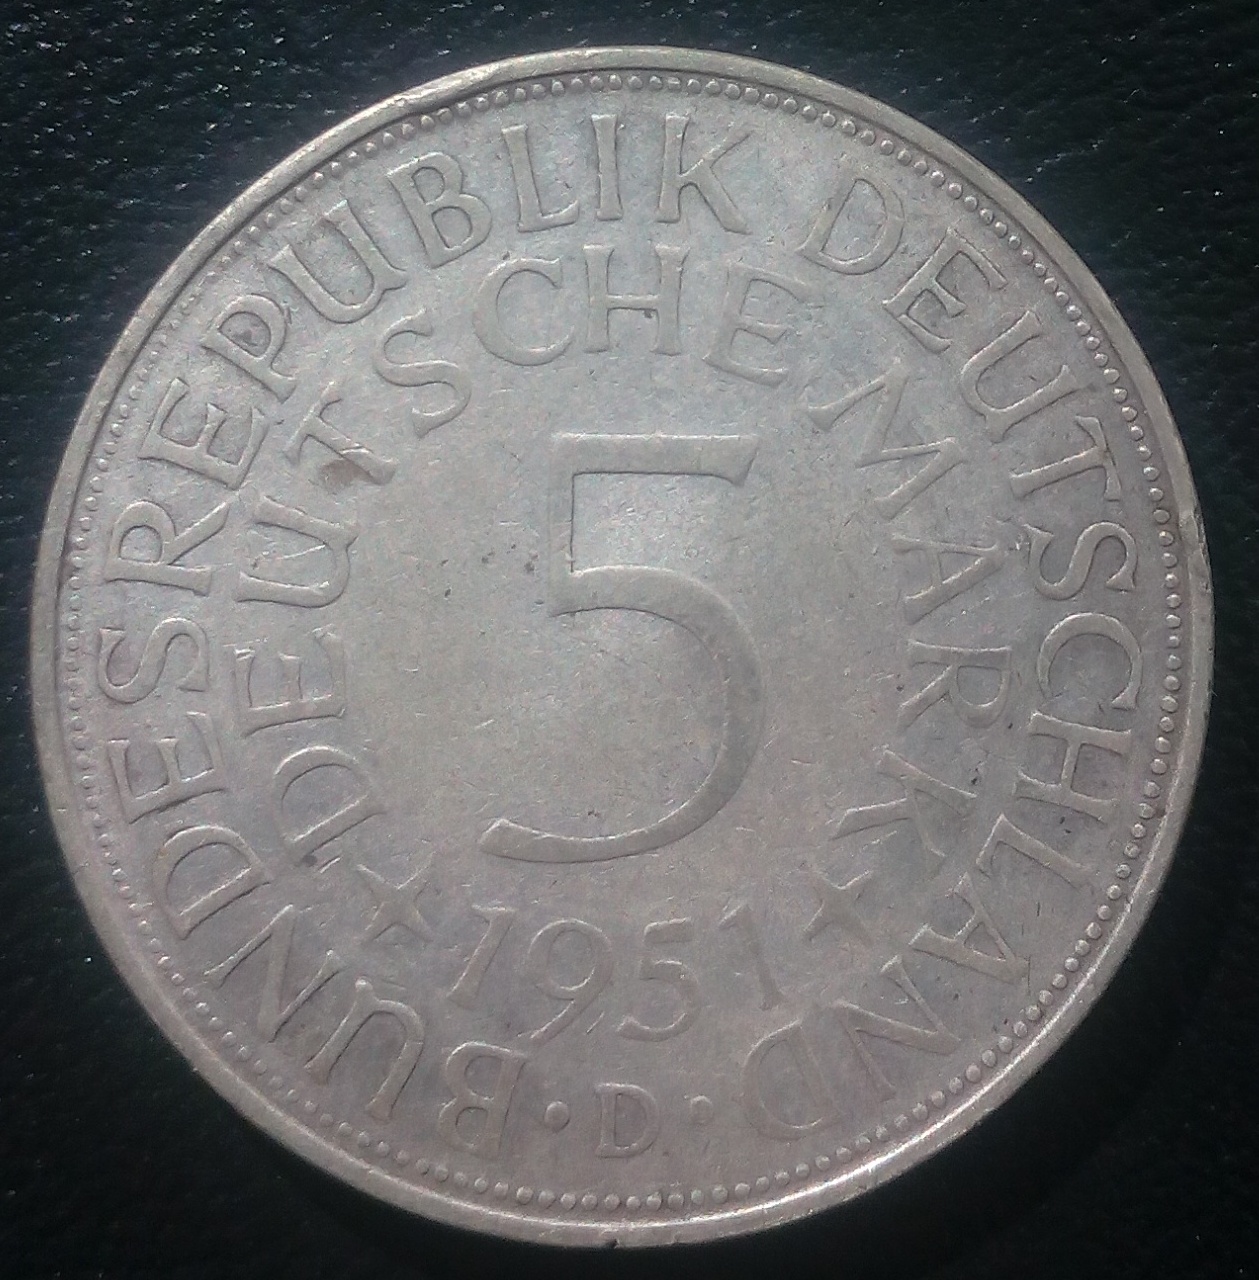 BUNDESREPUBLIK DEUTSCHLAND
DEUTSCHE MARK
5
1951
· D ·